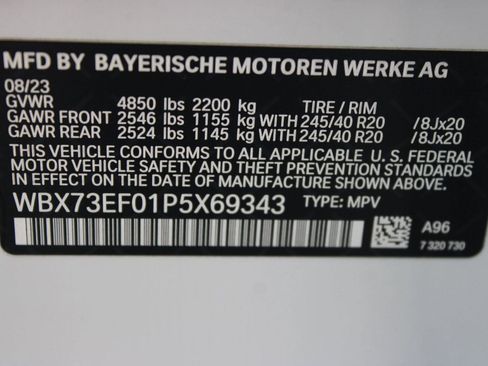 MFD BY BAYERISCHE MOTOREN WERKE AG
08/23
GVWR 4850 lbs 2200 kg TIRE / RIM
GAWR FRONT 2546 lbs 1155 kg WITH 245/40 R20 /8Jx20
GAWR REAR 2524 lbs 1145 kg WITH 245/40 R20 /8Jx20
THIS VEHICLE CONFORMS TO ALL APPLICABLE U. S. FEDERAL
MOTOR VEHICLE SAFETY AND THEFT PREVENTION STANDARDS
IN EFFECT ON THE DATE OF MANUFACTURE SHOWN ABOVE.
WBX73EF01P5X69343 TYPE: MPV
A96
7 320 730